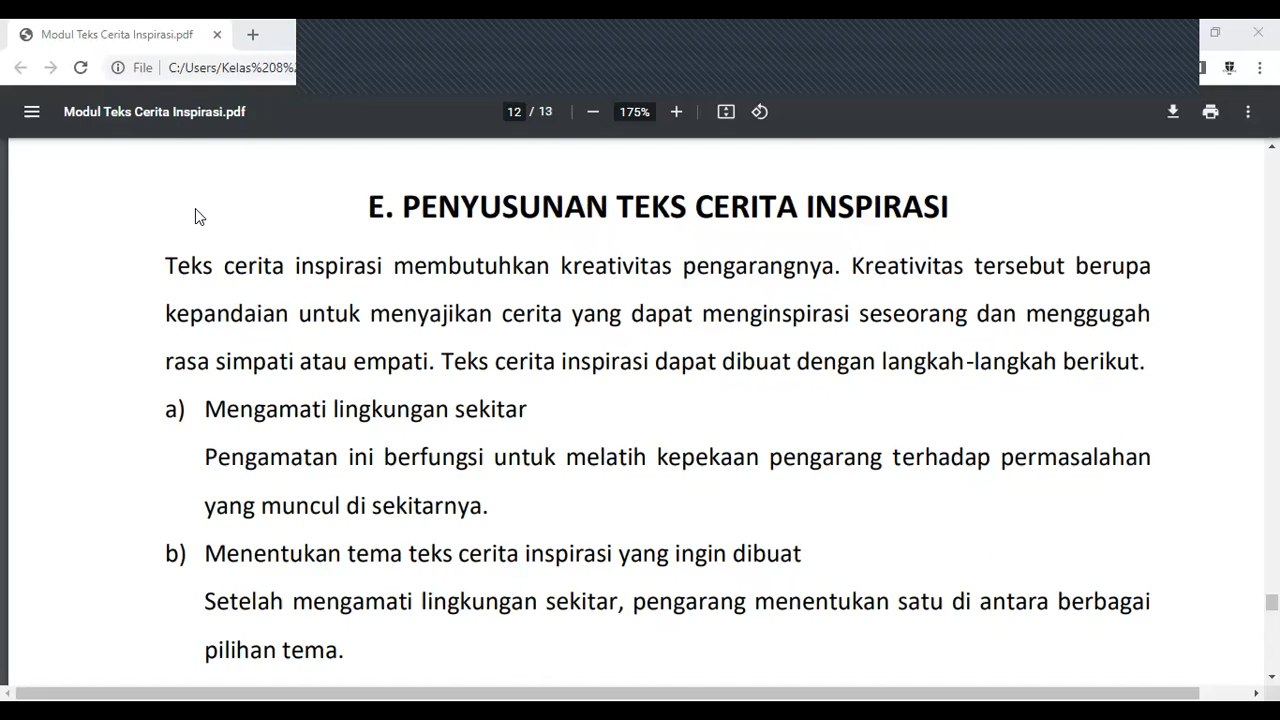 Modul Teks Cerita Inspirasi.pdf
File | C:/Users/Kelas%208%2
Modul Teks Cerita Inspirasi.pdf
12 / 13
175%
E. PENYUSUNAN TEKS CERITA INSPIRASI
Teks cerita inspirasi membutuhkan kreativitas pengarangnya. Kreativitas tersebut berupa
kepandaian untuk menyajikan cerita yang dapat menginspirasi seseorang dan menggugah
rasa simpati atau empati. Teks cerita inspirasi dapat dibuat dengan langkah-langkah berikut.
a) Mengamati lingkungan sekitar
Pengamatan ini berfungsi untuk melatih kepekaan pengarang terhadap permasalahan
yang muncul di sekitarnya.
b) Menentukan tema teks cerita inspirasi yang ingin dibuat
Setelah mengamati lingkungan sekitar, pengarang menentukan satu di antara berbagai
pilihan tema.